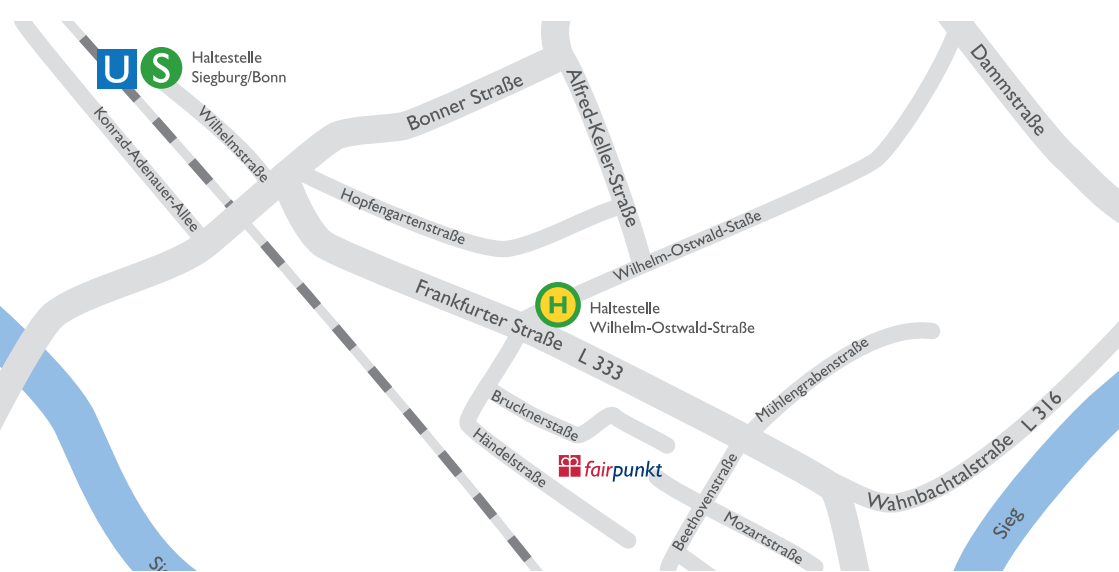 U S
Haltestelle
Siegburg/Bonn
Konrad-Adenauer-Allee
Wilhelmstraße
Bonner Straße
Alfred-Keller-Straße
Dammstraße
Hopfengartenstraße
Wilhelm-Ostwald-Staße
Frankfurter Straße L 333
H
Haltestelle
Wilhelm-Ostwald-Straße
Mühlengrabenstraße
Brucknerstaße
Händelstraße
fairpunkt
Beethovenstraße
Mozartstraße
Wahnbachtalstraße L 316
Sieg